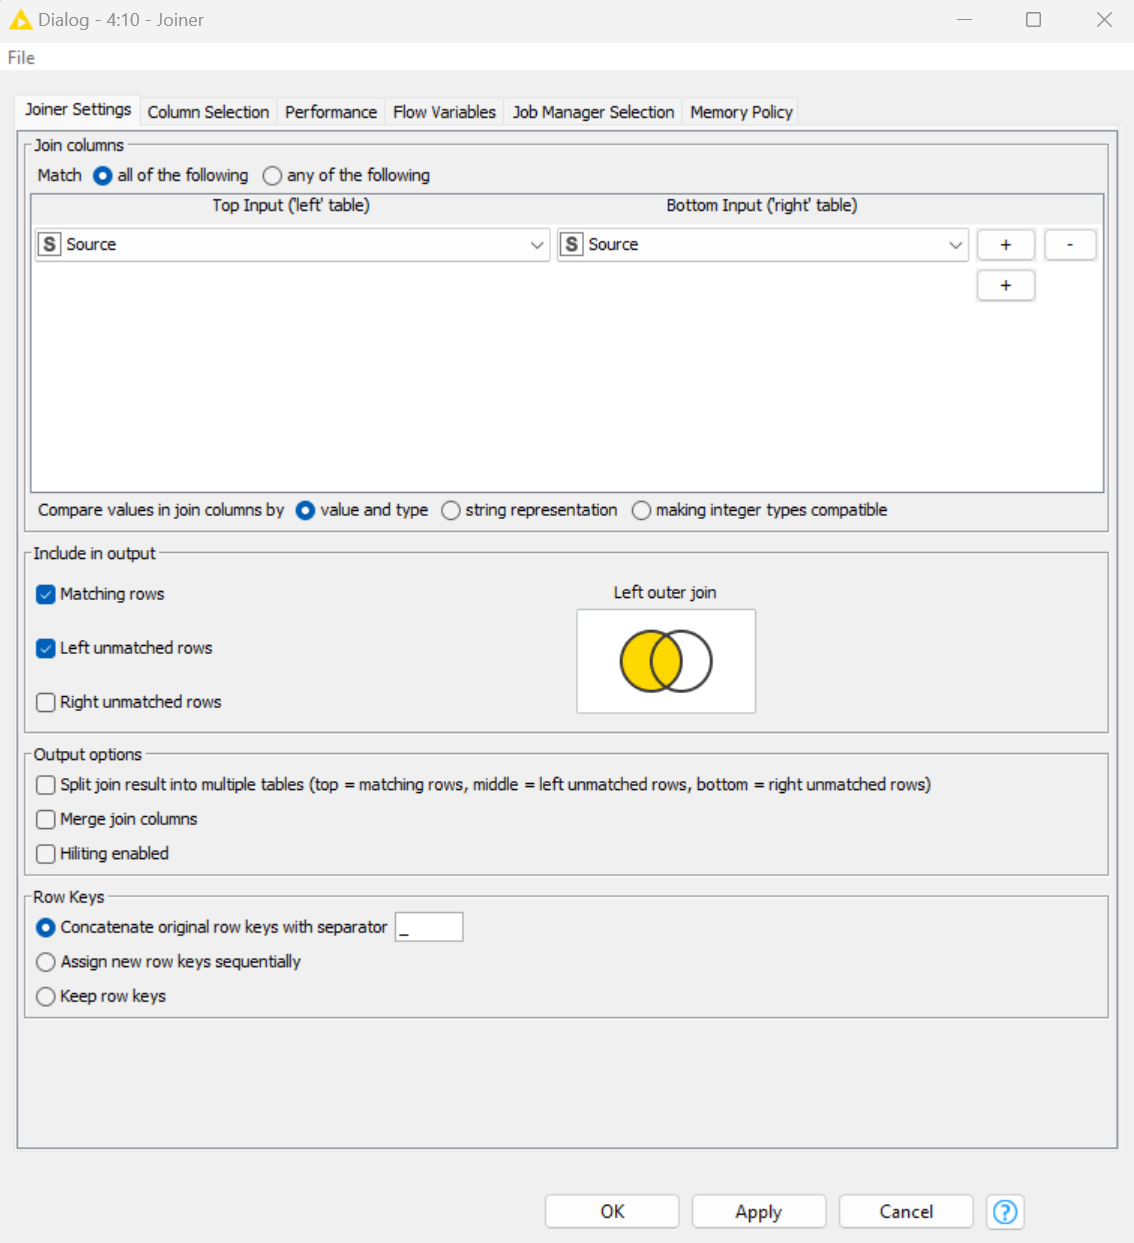 Dialog - 4:10 - Joiner
File
Joiner Settings Column Selection Performance Flow Variables Job Manager Selection Memory Policy
Join columns
Match all of the following any of the following
Top Input ('left' table) Bottom Input ('right' table)
S Source S Source + -
+
Compare values in join columns by value and type string representation making integer types compatible
Include in output
Matching rows
Left outer join
Left unmatched rows
Right unmatched rows
Output options
Split join result into multiple tables (top = matching rows, middle = left unmatched rows, bottom = right unmatched rows)
Merge join columns
Hiliting enabled
Row Keys
Concatenate original row keys with separator _
Assign new row keys sequentially
Keep row keys
OK Apply Cancel ?